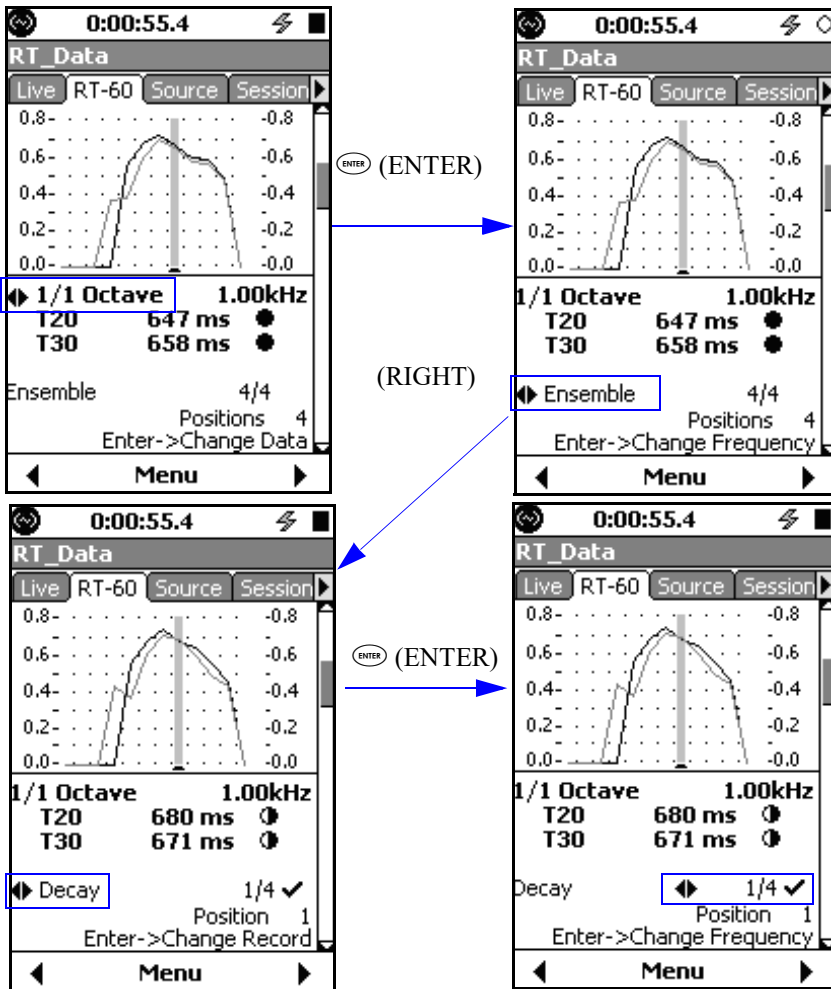 0:00:55.4
RT_Data
Live RT-60 Source Session
0.8- -0.8
0.6- -0.6
0.4- -0.4
0.2- -0.2
0.0- -0.0
1/1 Octave 1.00kHz
T20 647 ms
T30 658 ms
Ensemble 4/4
Positions 4
Enter->Change Data
Menu
ENTER (ENTER)
0:00:55.4
RT_Data
Live RT-60 Source Session
0.8- -0.8
0.6- -0.6
0.4- -0.4
0.2- -0.2
0.0- -0.0
1/1 Octave 1.00kHz
T20 647 ms
T30 658 ms
Ensemble 4/4
Positions 4
Enter->Change Frequency
Menu
(RIGHT)
0:00:55.4
RT_Data
Live RT-60 Source Session
0.8- -0.8
0.6- -0.6
0.4- -0.4
0.2- -0.2
0.0- -0.0
1/1 Octave 1.00kHz
T20 680 ms
T30 671 ms
Decay 1/4 ✓
Position 1
Enter->Change Record
Menu
ENTER (ENTER)
0:00:55.4
RT_Data
Live RT-60 Source Session
0.8- -0.8
0.6- -0.6
0.4- -0.4
0.2- -0.2
0.0- -0.0
1/1 Octave 1.00kHz
T20 680 ms
T30 671 ms
Decay 1/4 ✓
Position 1
Enter->Change Frequency
Menu